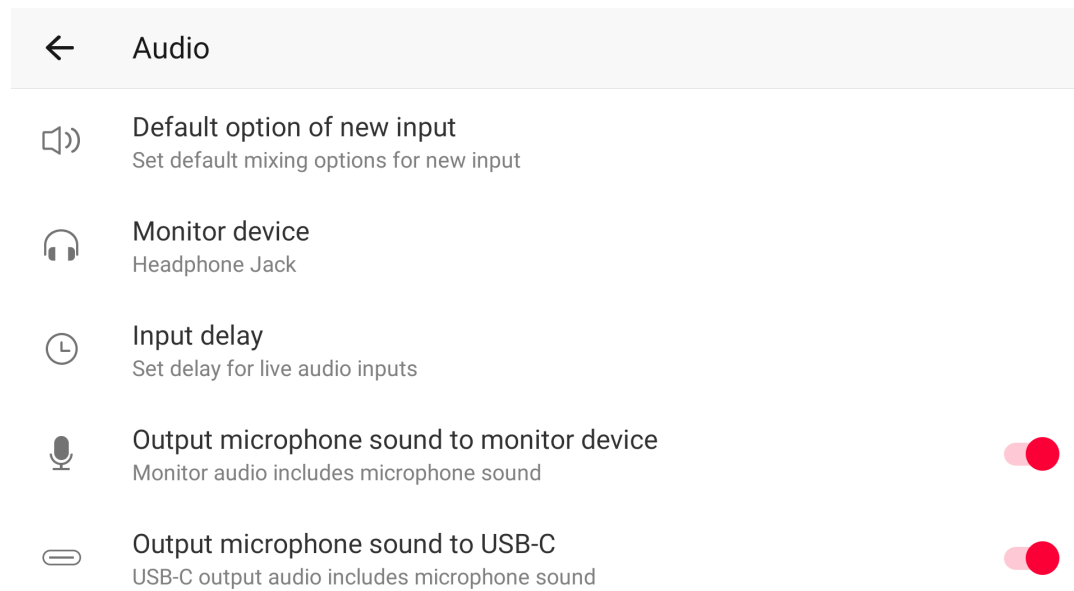 Audio
Default option of new input
Set default mixing options for new input
Monitor device
Headphone Jack
Input delay
Set delay for live audio inputs
Output microphone sound to monitor device
Monitor audio includes microphone sound
Output microphone sound to USB-C
USB-C output audio includes microphone sound